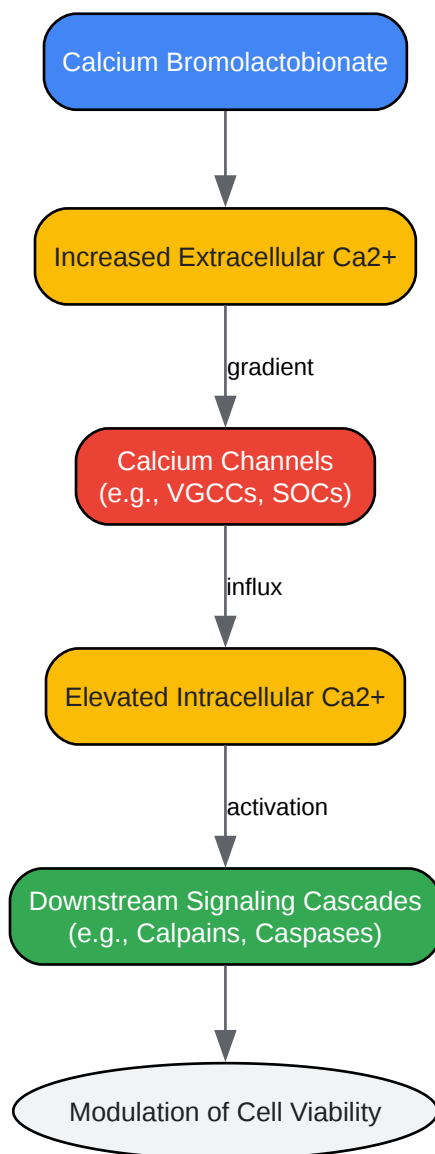 Calcium Bromolactobionate
Increased Extracellular Ca2+
gradient
Calcium Channels
(e.g., VGCCs, SOCs)
influx
Elevated Intracellular Ca2+
activation
Downstream Signaling Cascades
(e.g., Calpains, Caspases)
Modulation of Cell Viability